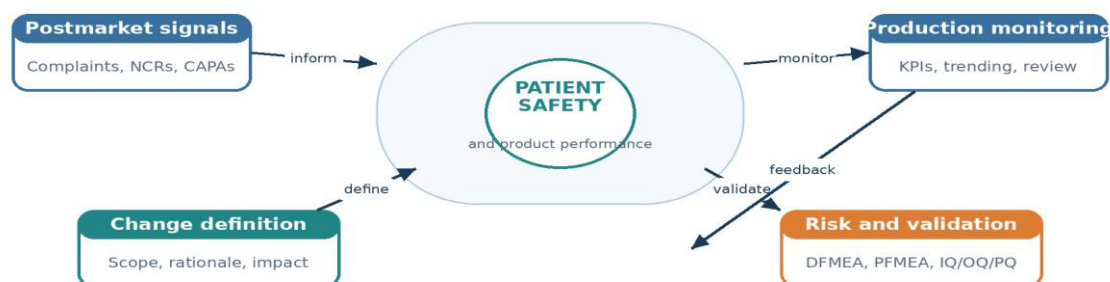 Postmarket signals
Complaints, NCRs, CAPAs
inform
PATIENT
SAFETY
and product performance
monitor
Production monitoring
KPIs, trending, review
feedback
define
validate
Change definition
Scope, rationale, impact
Risk and validation
DFMEA, PFMEA, IQ/OQ/PQ